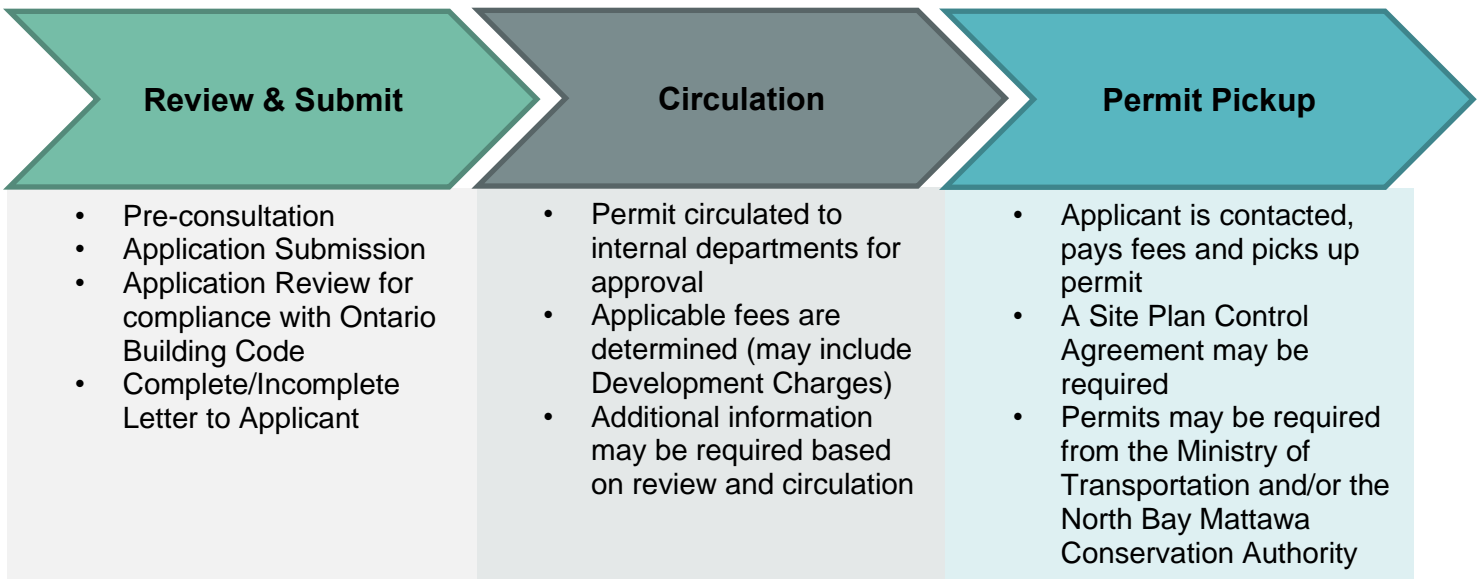 Review & Submit
Circulation
Permit Pickup
• Pre-consultation
• Application Submission
• Application Review for
compliance with Ontario
Building Code
• Complete/Incomplete
Letter to Applicant
• Permit circulated to
internal departments for
approval
• Applicable fees are
determined (may include
Development Charges)
• Additional information
may be required based
on review and circulation
• Applicant is contacted,
pays fees and picks up
permit
• A Site Plan Control
Agreement may be
required
• Permits may be required
from the Ministry of
Transportation and/or the
North Bay Mattawa
Conservation Authority